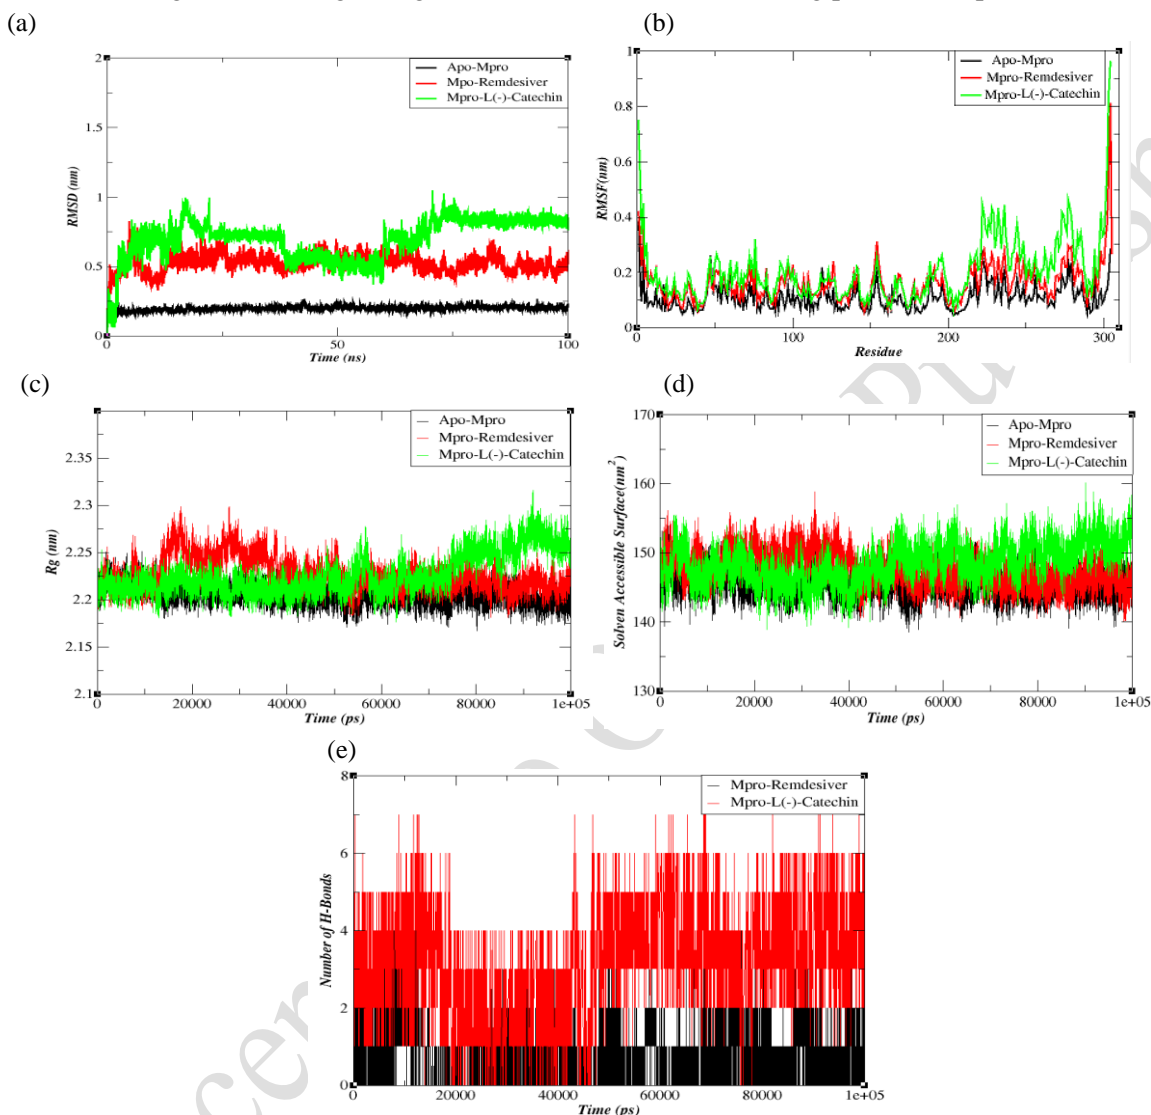 (a)
2
1.5
1
0.5
0
RMSD (nm)
0
50
100
Time (ns)
Apo-Mpro
Mpo-Remdesiver
Mpro-L(-)-Catechin
(b)
1
0.8
0.6
0.4
0.2
0
RMSF(nm)
0
100
200
300
Residue
Apo-Mpro
Mpro-Remdesiver
Mpro-L(-)-Catechin
(c)
2.35
2.3
2.25
2.2
2.15
2.1
Rg (nm)
0
20000
40000
60000
80000
1e+05
Time (ps)
Apo-Mpro
Mpro-Remdesiver
Mpro-L(-)-Catechin
(d)
170
160
150
140
130
Solven Accessible Surface(nm²)
0
20000
40000
60000
80000
1e+05
Time (ps)
Apo-Mpro
Mpro-Remdesiver
Mpro-L(-)-Catechin
(e)
8
6
4
2
0
Number of H-Bonds
0
20000
40000
60000
80000
1e+05
Time (ps)
Mpro-Remdesiver
Mpro-L(-)-Catechin